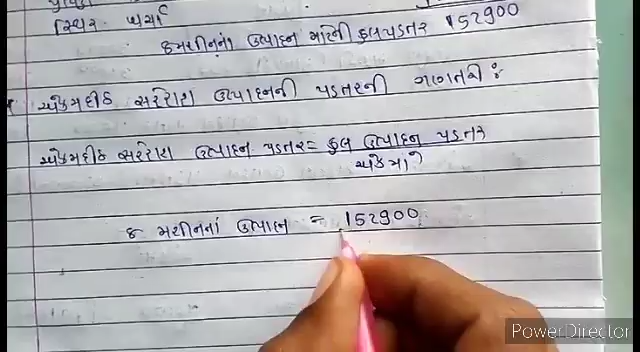 સ્થિર ખર્ચા
8 મશીનનાં ઉત્પાદન માટેની કુલ પડતર 152900
એકમદીઠ સરેરાશ ઉત્પાદનની પડતરની ગણતરી :
એકમદીઠ સરેરાશ ઉત્પાદન પડતર = કુલ ઉત્પાદન પડતર
એકમો
8 મશીનનાં ઉત્પાદન = 152900
PowerDirector